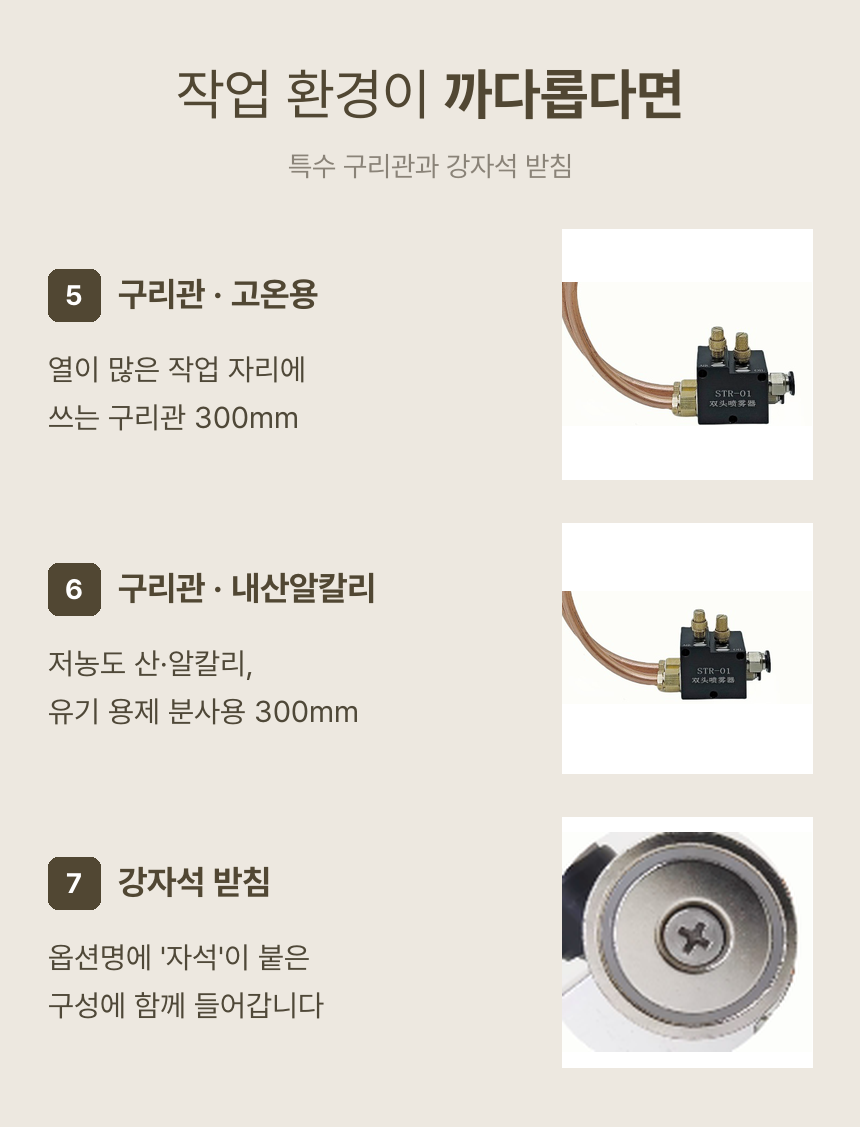 작업 환경이 까다롭다면
특수 구리관과 강자석 받침
5 구리관 · 고온용
열이 많은 작업 자리에
쓰는 구리관 300mm
STR-01
双头喷雾器
6 구리관 · 내산알칼리
저농도 산·알칼리,
유기 용제 분사용 300mm
STR-01
双头喷雾器
7 강자석 받침
옵션명에 '자석'이 붙은
구성에 함께 들어갑니다